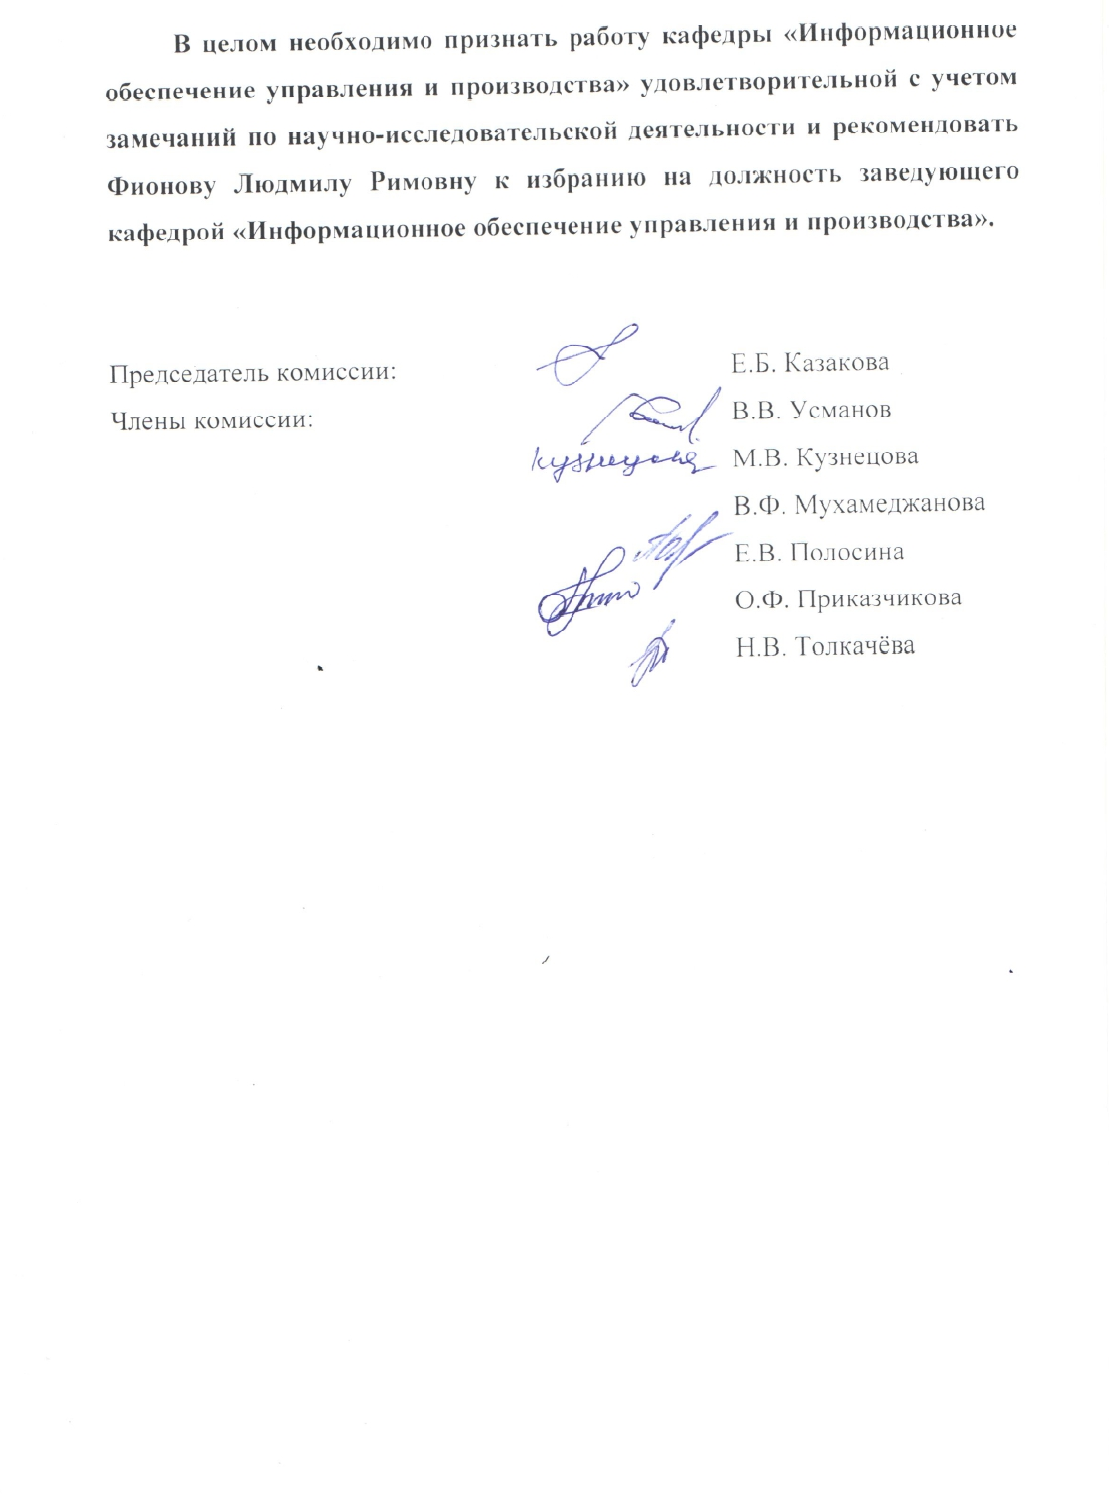 В целом необходимо признать работу кафедры «Информационное
обеспечение управления и производства» удовлетворительной с учетом
замечаний по научно-исследовательской деятельности и рекомендовать
Фионову Людмилу Римовну к избранию на должность заведующего
кафедрой «Информационное обеспечение управления и производства».
Председатель комиссии: Е.Б. Казакова
Члены комиссии: В.В. Усманов
Кузнецова М.В. Кузнецова
В.Ф. Мухамеджанова
Е.В. Полосина
О.Ф. Приказчикова
Н.В. Толкачёва